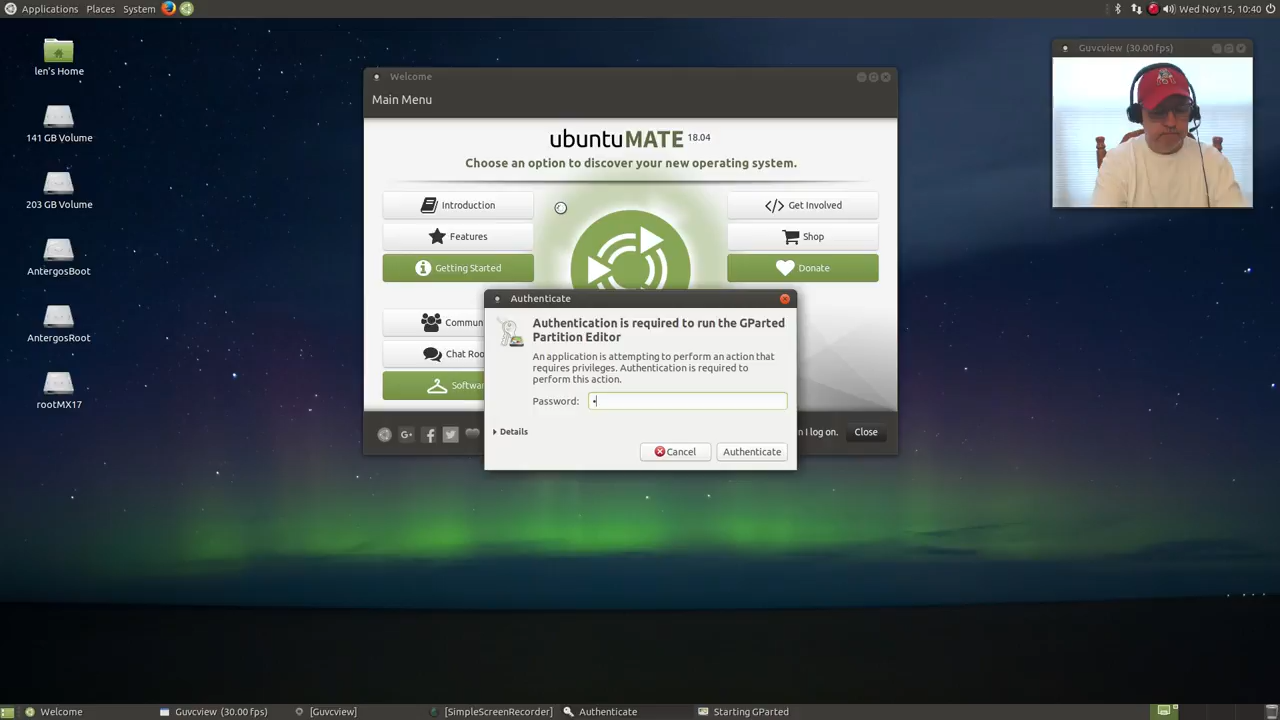 Applications Places System
Wed Nov 15, 10:40
len's Home
141 GB Volume
203 GB Volume
AntergosBoot
AntergosRoot
rootMX17
Guvcview (30.00 fps)
Welcome
Main Menu
ubuntu MATE 18.04
Choose an option to discover your new operating system.
Introduction
Features
Getting Started
Get Involved
Shop
Donate
Commun
Chat Roo
Softwa
n I log on.
Close
Authenticate
Authentication is required to run the GParted
Partition Editor
An application is attempting to perform an action that
requires privileges. Authentication is required to
perform this action.
Password:
Details
Cancel
Authenticate
Welcome
Guvcview (30.00 fps)
[Guvcview]
[SimpleScreenRecorder]
Authenticate
Starting GParted